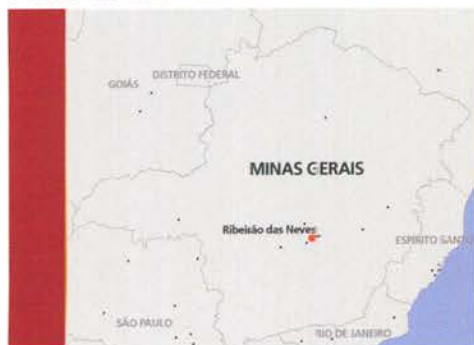 DISTRITO FEDERAL
GOIÁS
MINAS GERAIS
Ribeirão das Neves
ESPÍRITO SANTO
SÃO PAULO
RIO DE JANEIRO